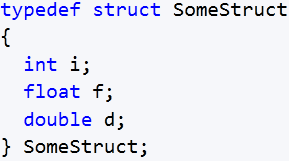 typedef struct SomeStruct
{
  int i;
  float f;
  double d;
} SomeStruct;